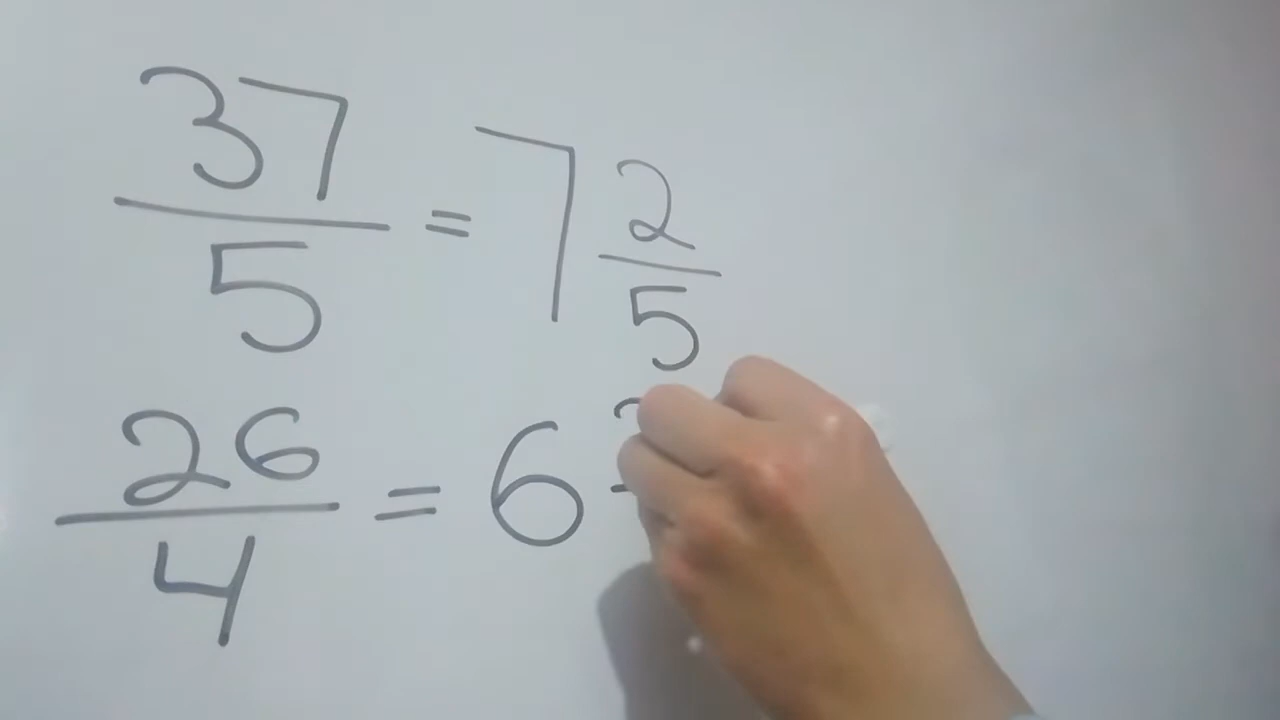 37/5 = 7 2/5
26/4 = 6